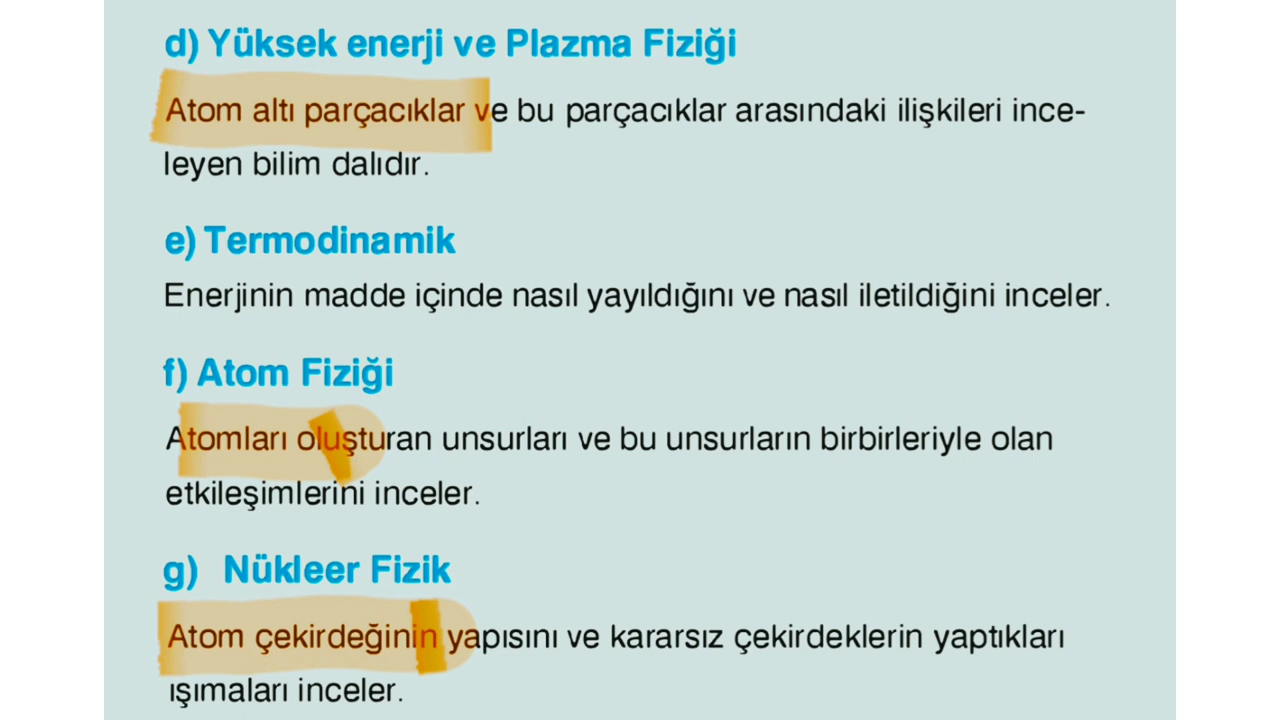 d) Yüksek enerji ve Plazma Fiziği
Atom altı parçacıklar ve bu parçacıklar arasındaki ilişkileri ince-
leyen bilim dalıdır.
e) Termodinamik
Enerjinin madde içinde nasıl yayıldığını ve nasıl iletildiğini inceler.
f) Atom Fiziği
Atomları oluşturan unsurları ve bu unsurların birbirleriyle olan
etkileşimlerini inceler.
g) Nükleer Fizik
Atom çekirdeğinin yapısını ve kararsız çekirdeklerin yaptıkları
ışımaları inceler.